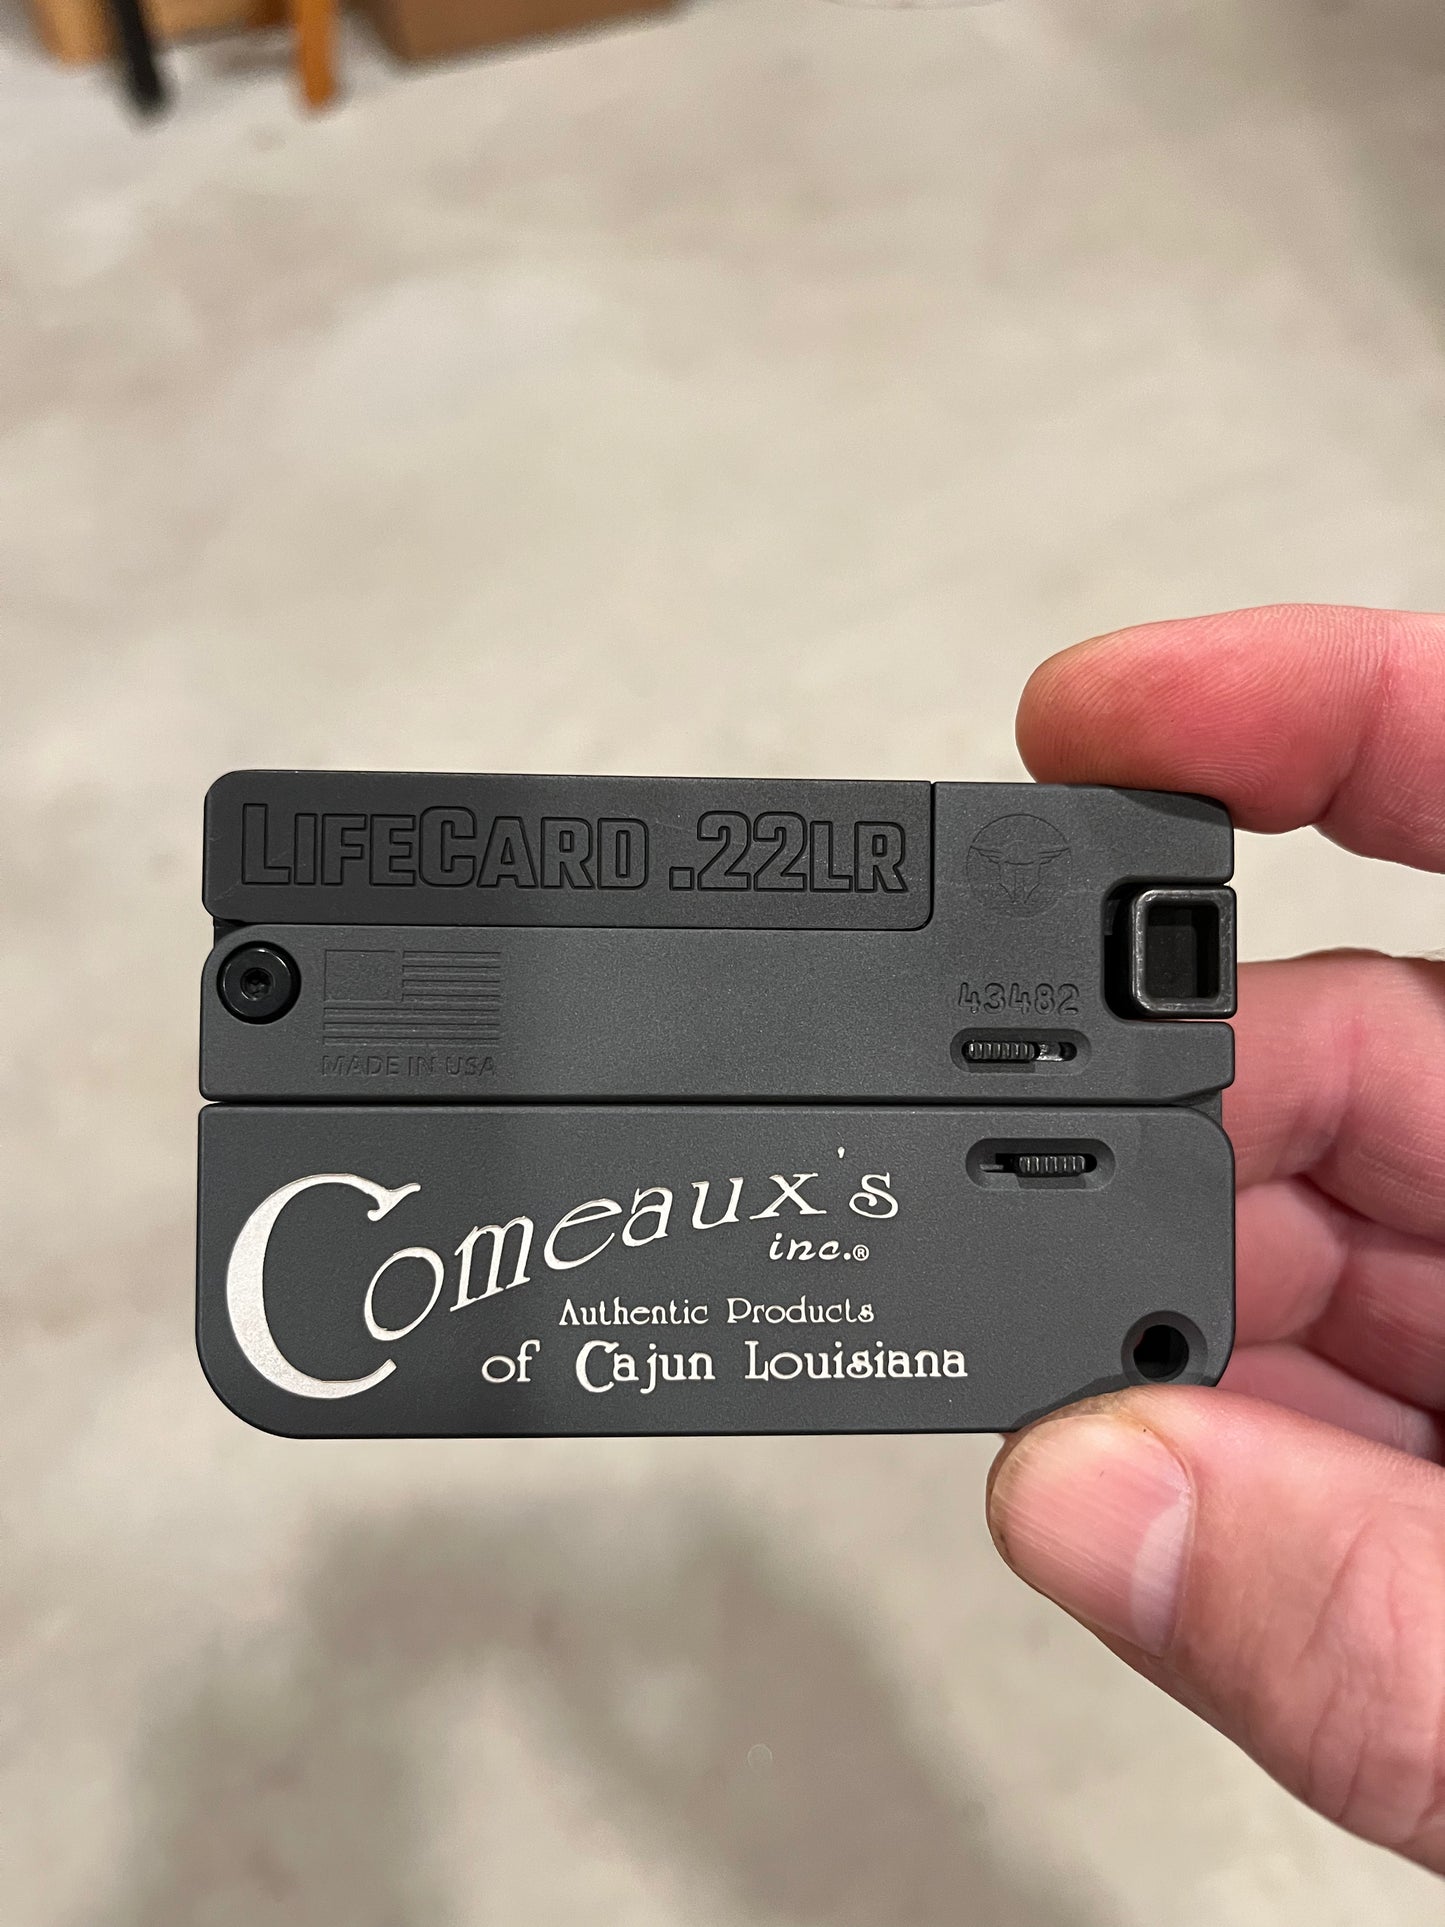 LIFECARD .22LR
43482
MADE IN USA
Comeaux's
inc.®
Authentic Products
of Cajun Louisiana